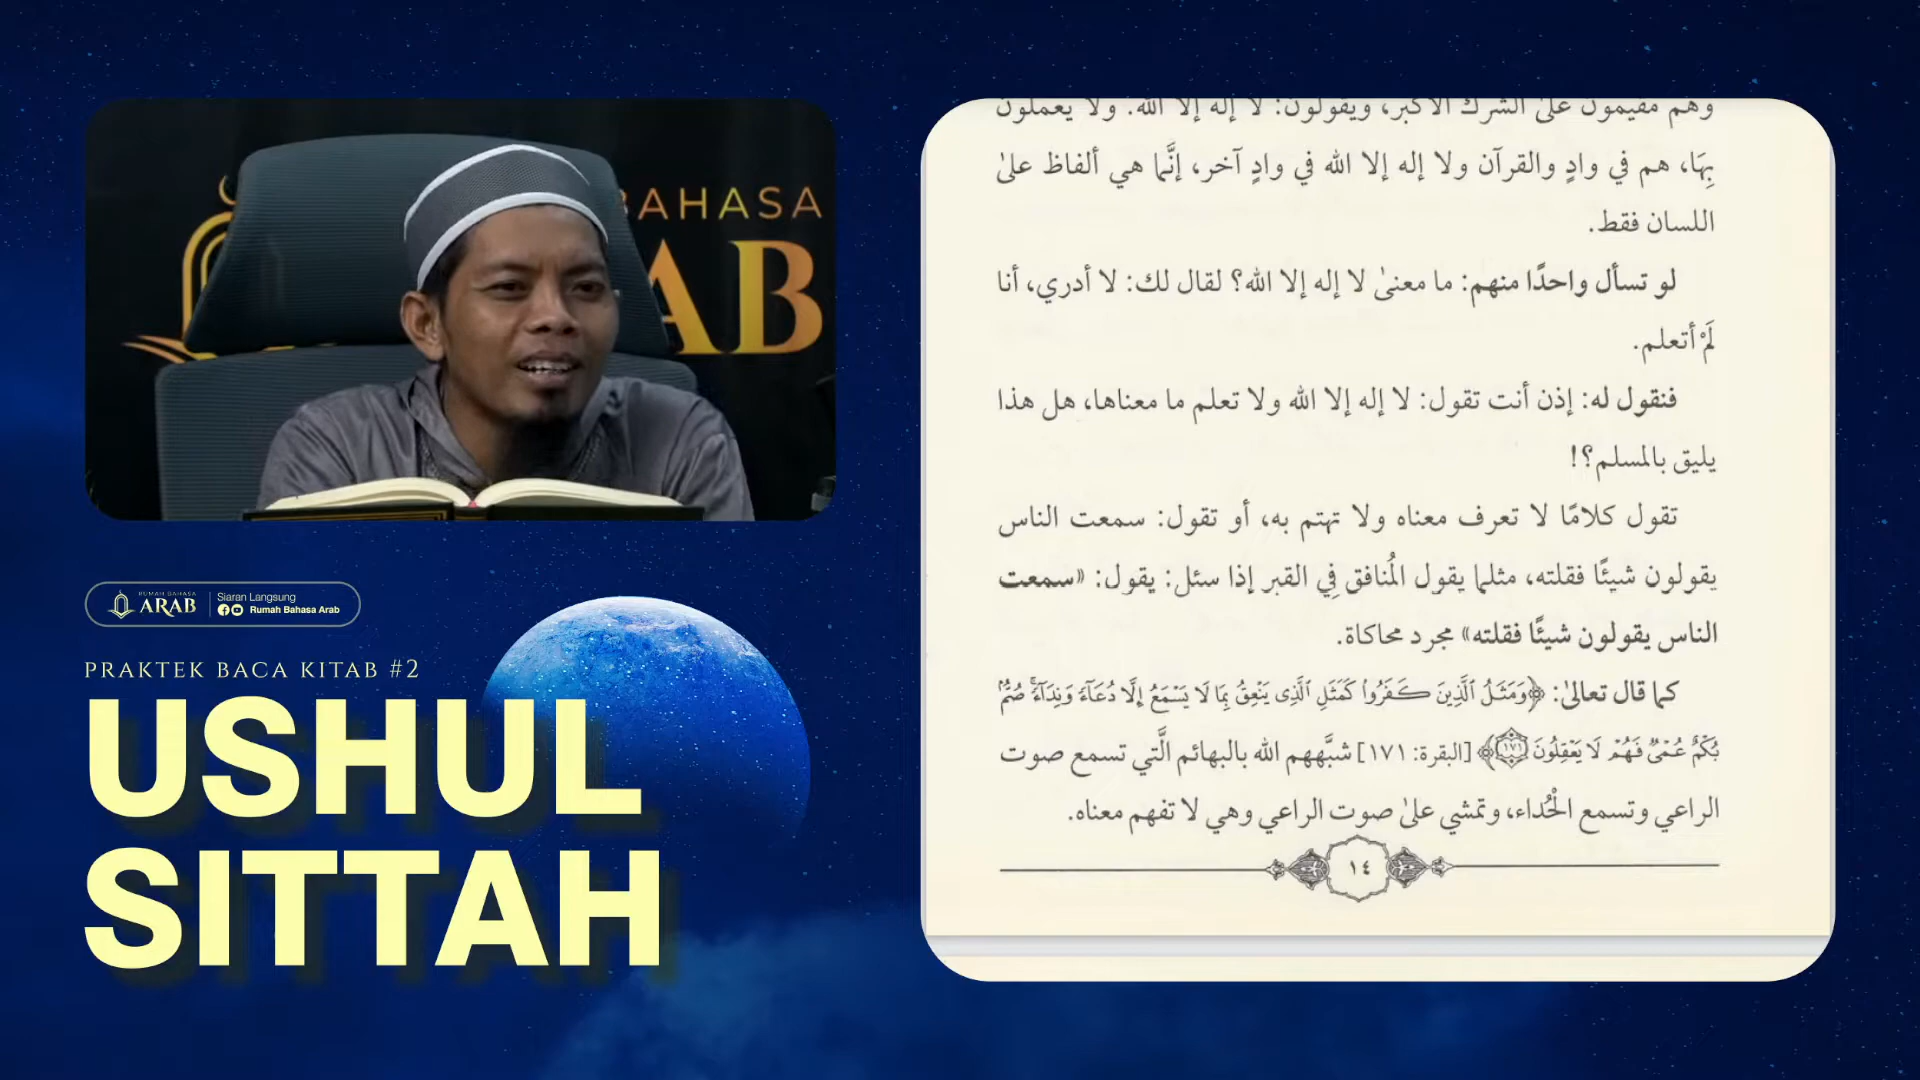 BAHASA
AB
RUMAH BAHASA
ARAB
Siaran Langsung
Rumah Bahasa Arab
PRAKTEK BACA KITAB #2
USHUL
SITTAH
وهم مقيمون على الشرك الأكبر، ويقولون: لا إله إلا الله. ولا يعملون
بِهَا، هم في وادٍ والقرآن ولا إله إلا الله في وادٍ آخر، إنَّما هي ألفاظ علىٰ
اللسان فقط.
لو تسأل واحدًا منهم: ما معنىٰ لا إله إلا الله؟ لقال لك: لا أدري، أنا
لَمْ أتعلم.
فنقول له: إذن أنت تقول: لا إله إلا الله ولا تعلم ما معناها، هل هذا
يليق بالمسلم؟!
تقول كلامًا لا تعرف معناه ولا تهتم به، أو تقول: سمعت الناس
يقولون شيئًا فقلته، مثلما يقول المُنافق فِي القبر إذا سئل: يقول: «سمعت
الناس يقولون شيئًا فقلته» مجرد محاكاة.
كما قال تعالىٰ: ﴿وَمَثَلُ ٱلَّذِينَ كَفَرُوا۟ كَمَثَلِ ٱلَّذِى يَنْعِقُ بِمَا لَا يَسْمَعُ إِلَّا دُعَآءً وَنِدَآءً ۚ صُمٌّۢ
بُكْمٌ عُمْىٌ فَهُمْ لَا يَعْقِلُونَ ١٧١﴾ [البقرة: ١٧١] شبَّههم الله بالبهائم الَّتي تسمع صوت
الراعي وتسمع الْحُداء، وتمشي علىٰ صوت الراعي وهي لا تفهم معناه.
١٤